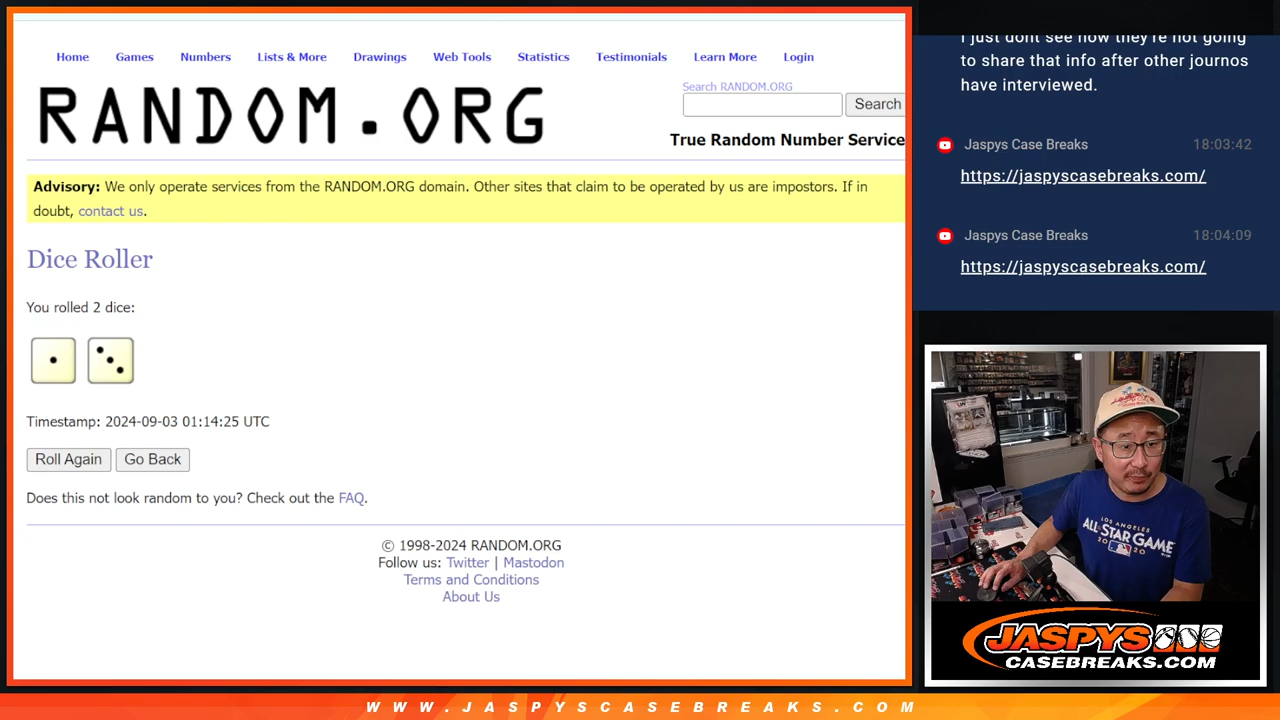 Home Games Numbers Lists & More Drawings Web Tools Statistics Testimonials Learn More Login
RANDOM.ORG
Search RANDOM.ORG
Search
True Random Number Service
Advisory: We only operate services from the RANDOM.ORG domain. Other sites that claim to be operated by us are impostors. If in
doubt, contact us.
Dice Roller
You rolled 2 dice:
Timestamp: 2024-09-03 01:14:25 UTC
Roll Again Go Back
Does this not look random to you? Check out the FAQ.
© 1998-2024 RANDOM.ORG
Follow us: Twitter | Mastodon
Terms and Conditions
About Us
I just dont see how they're not going
to share that info after other journos
have interviewed.
Jaspys Case Breaks 18:03:42
https://jaspyscasebreaks.com/
Jaspys Case Breaks 18:04:09
https://jaspyscasebreaks.com/
LOS ANGELES
ALL-STAR GAME
2020
JASPYS
CASEBREAKS.COM
WWW.JASPYSCASEBREAKS.COM